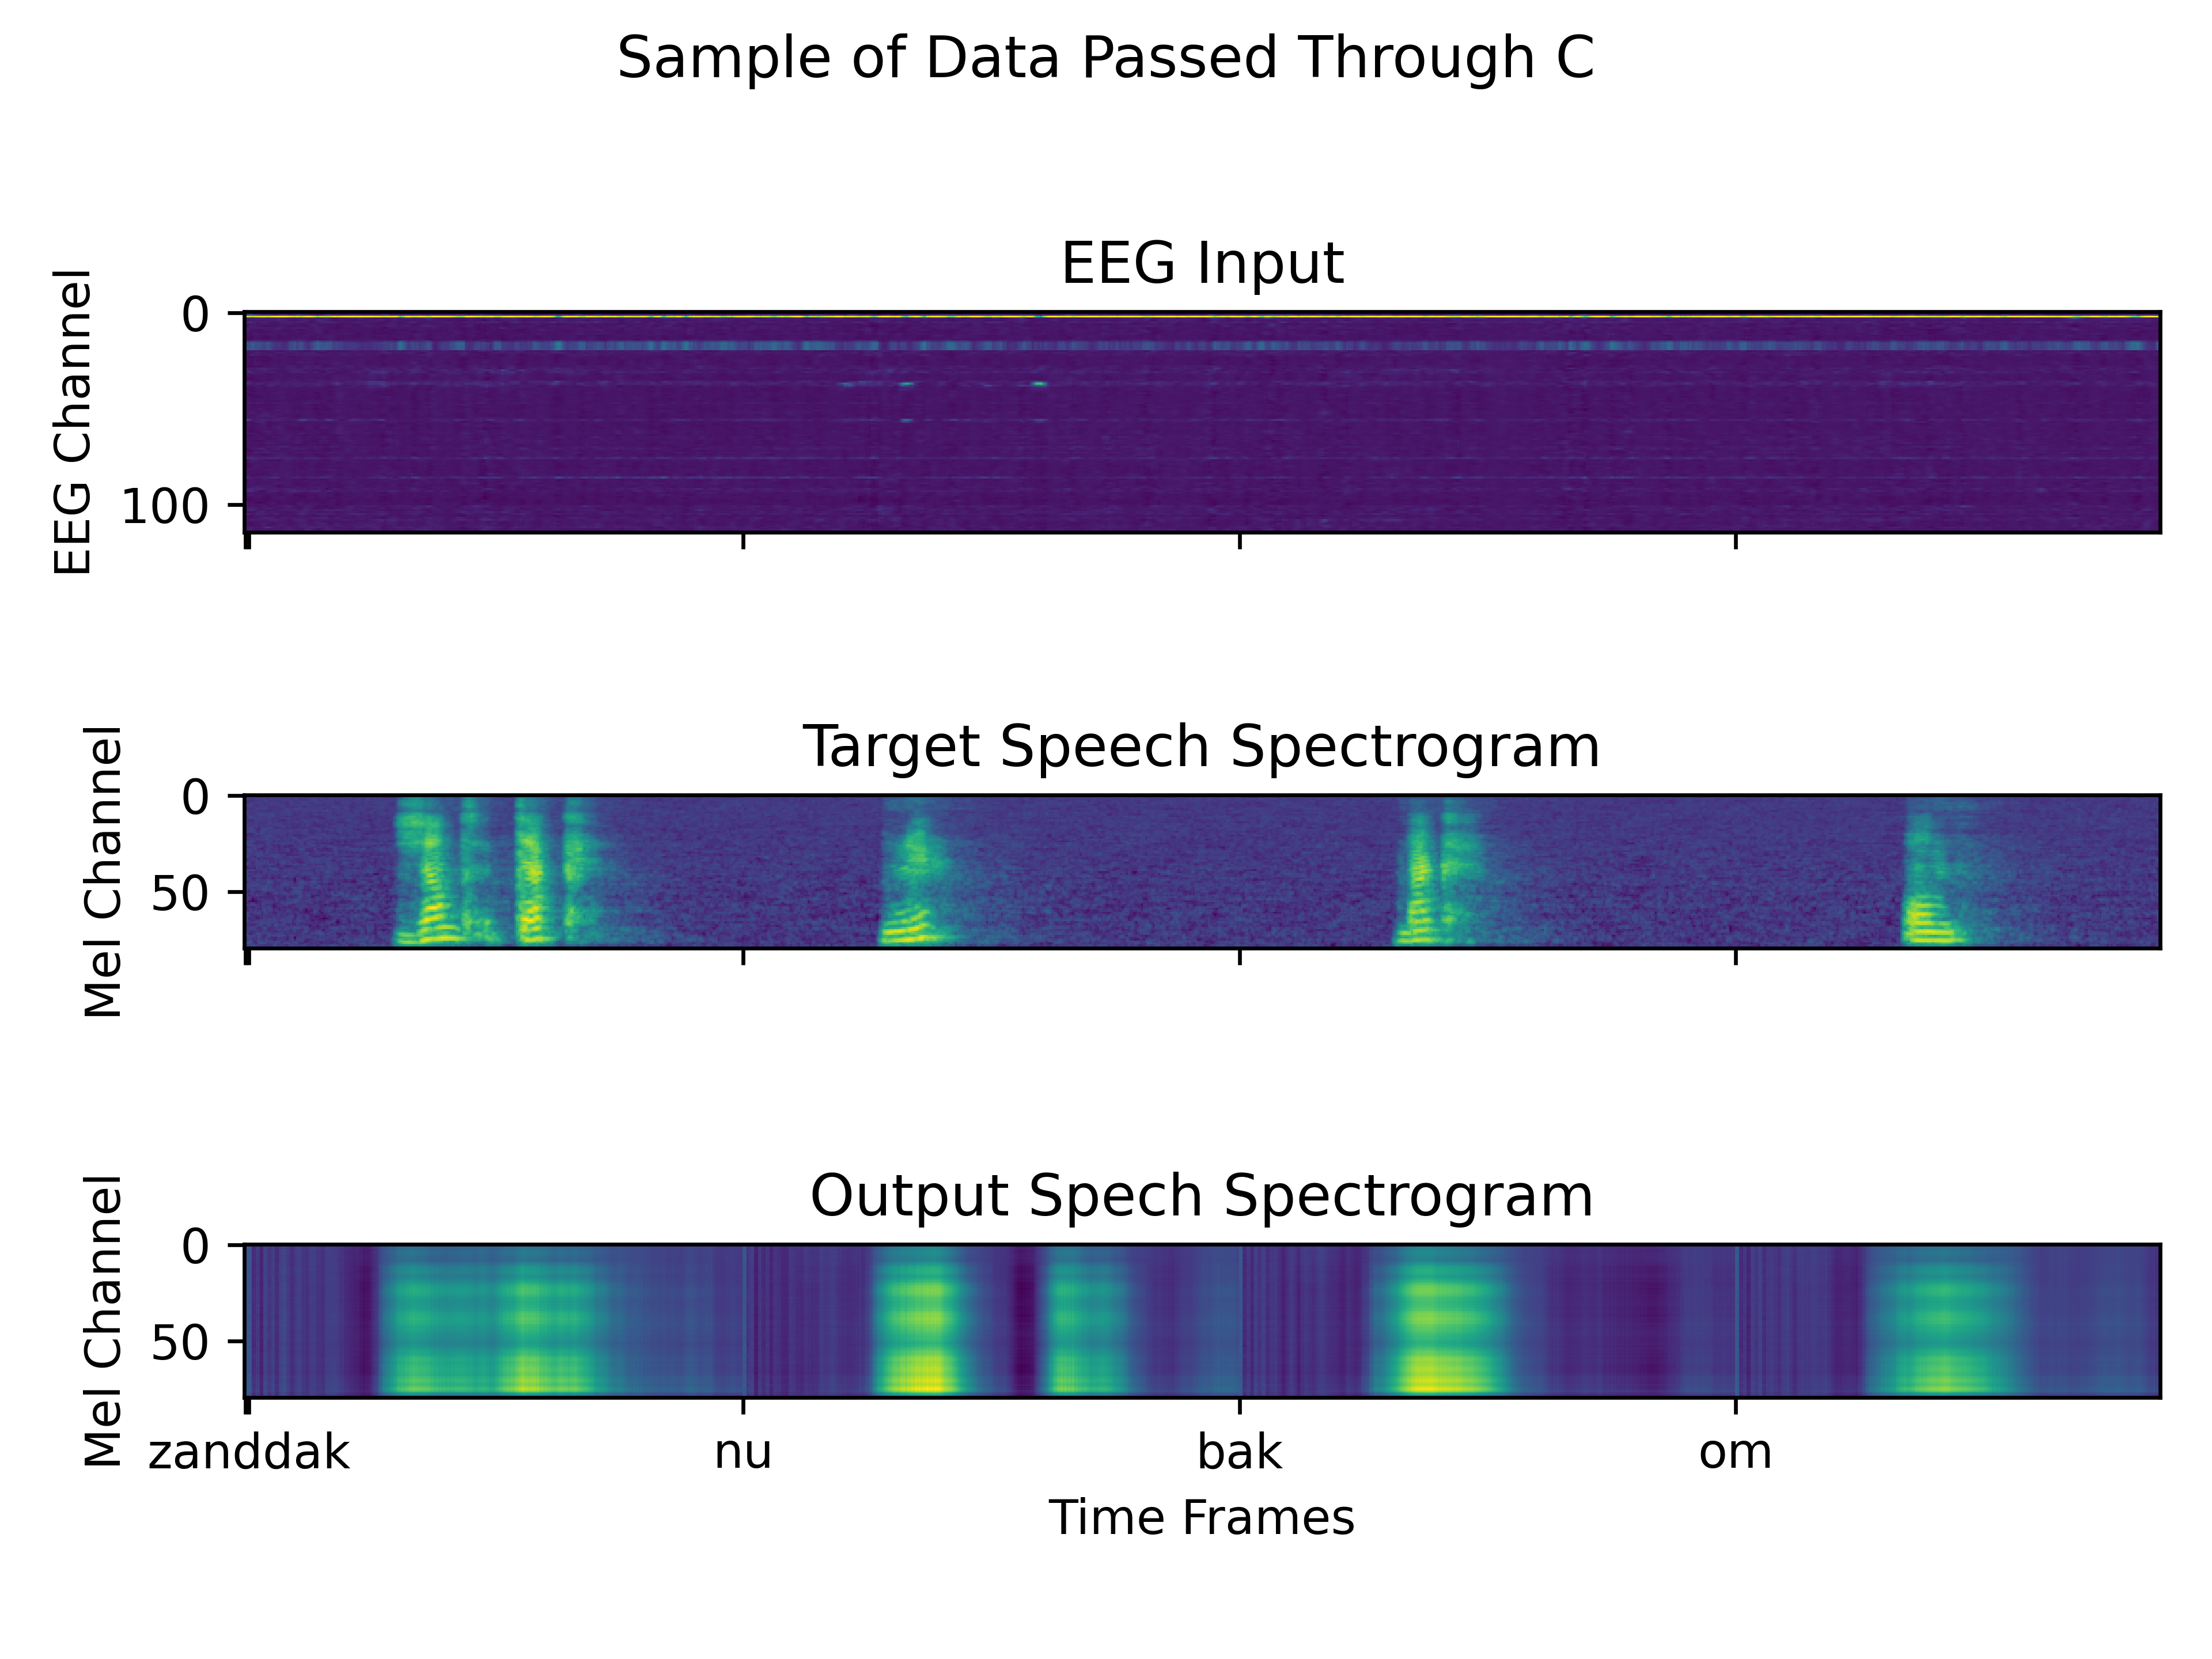 Sample of Data Passed Through C
EEG Input
EEG Channel
0
100
Target Speech Spectrogram
Mel Channel
0
50
Output Spech Spectrogram
Mel Channel
0
50
zanddak nu bak om
Time Frames